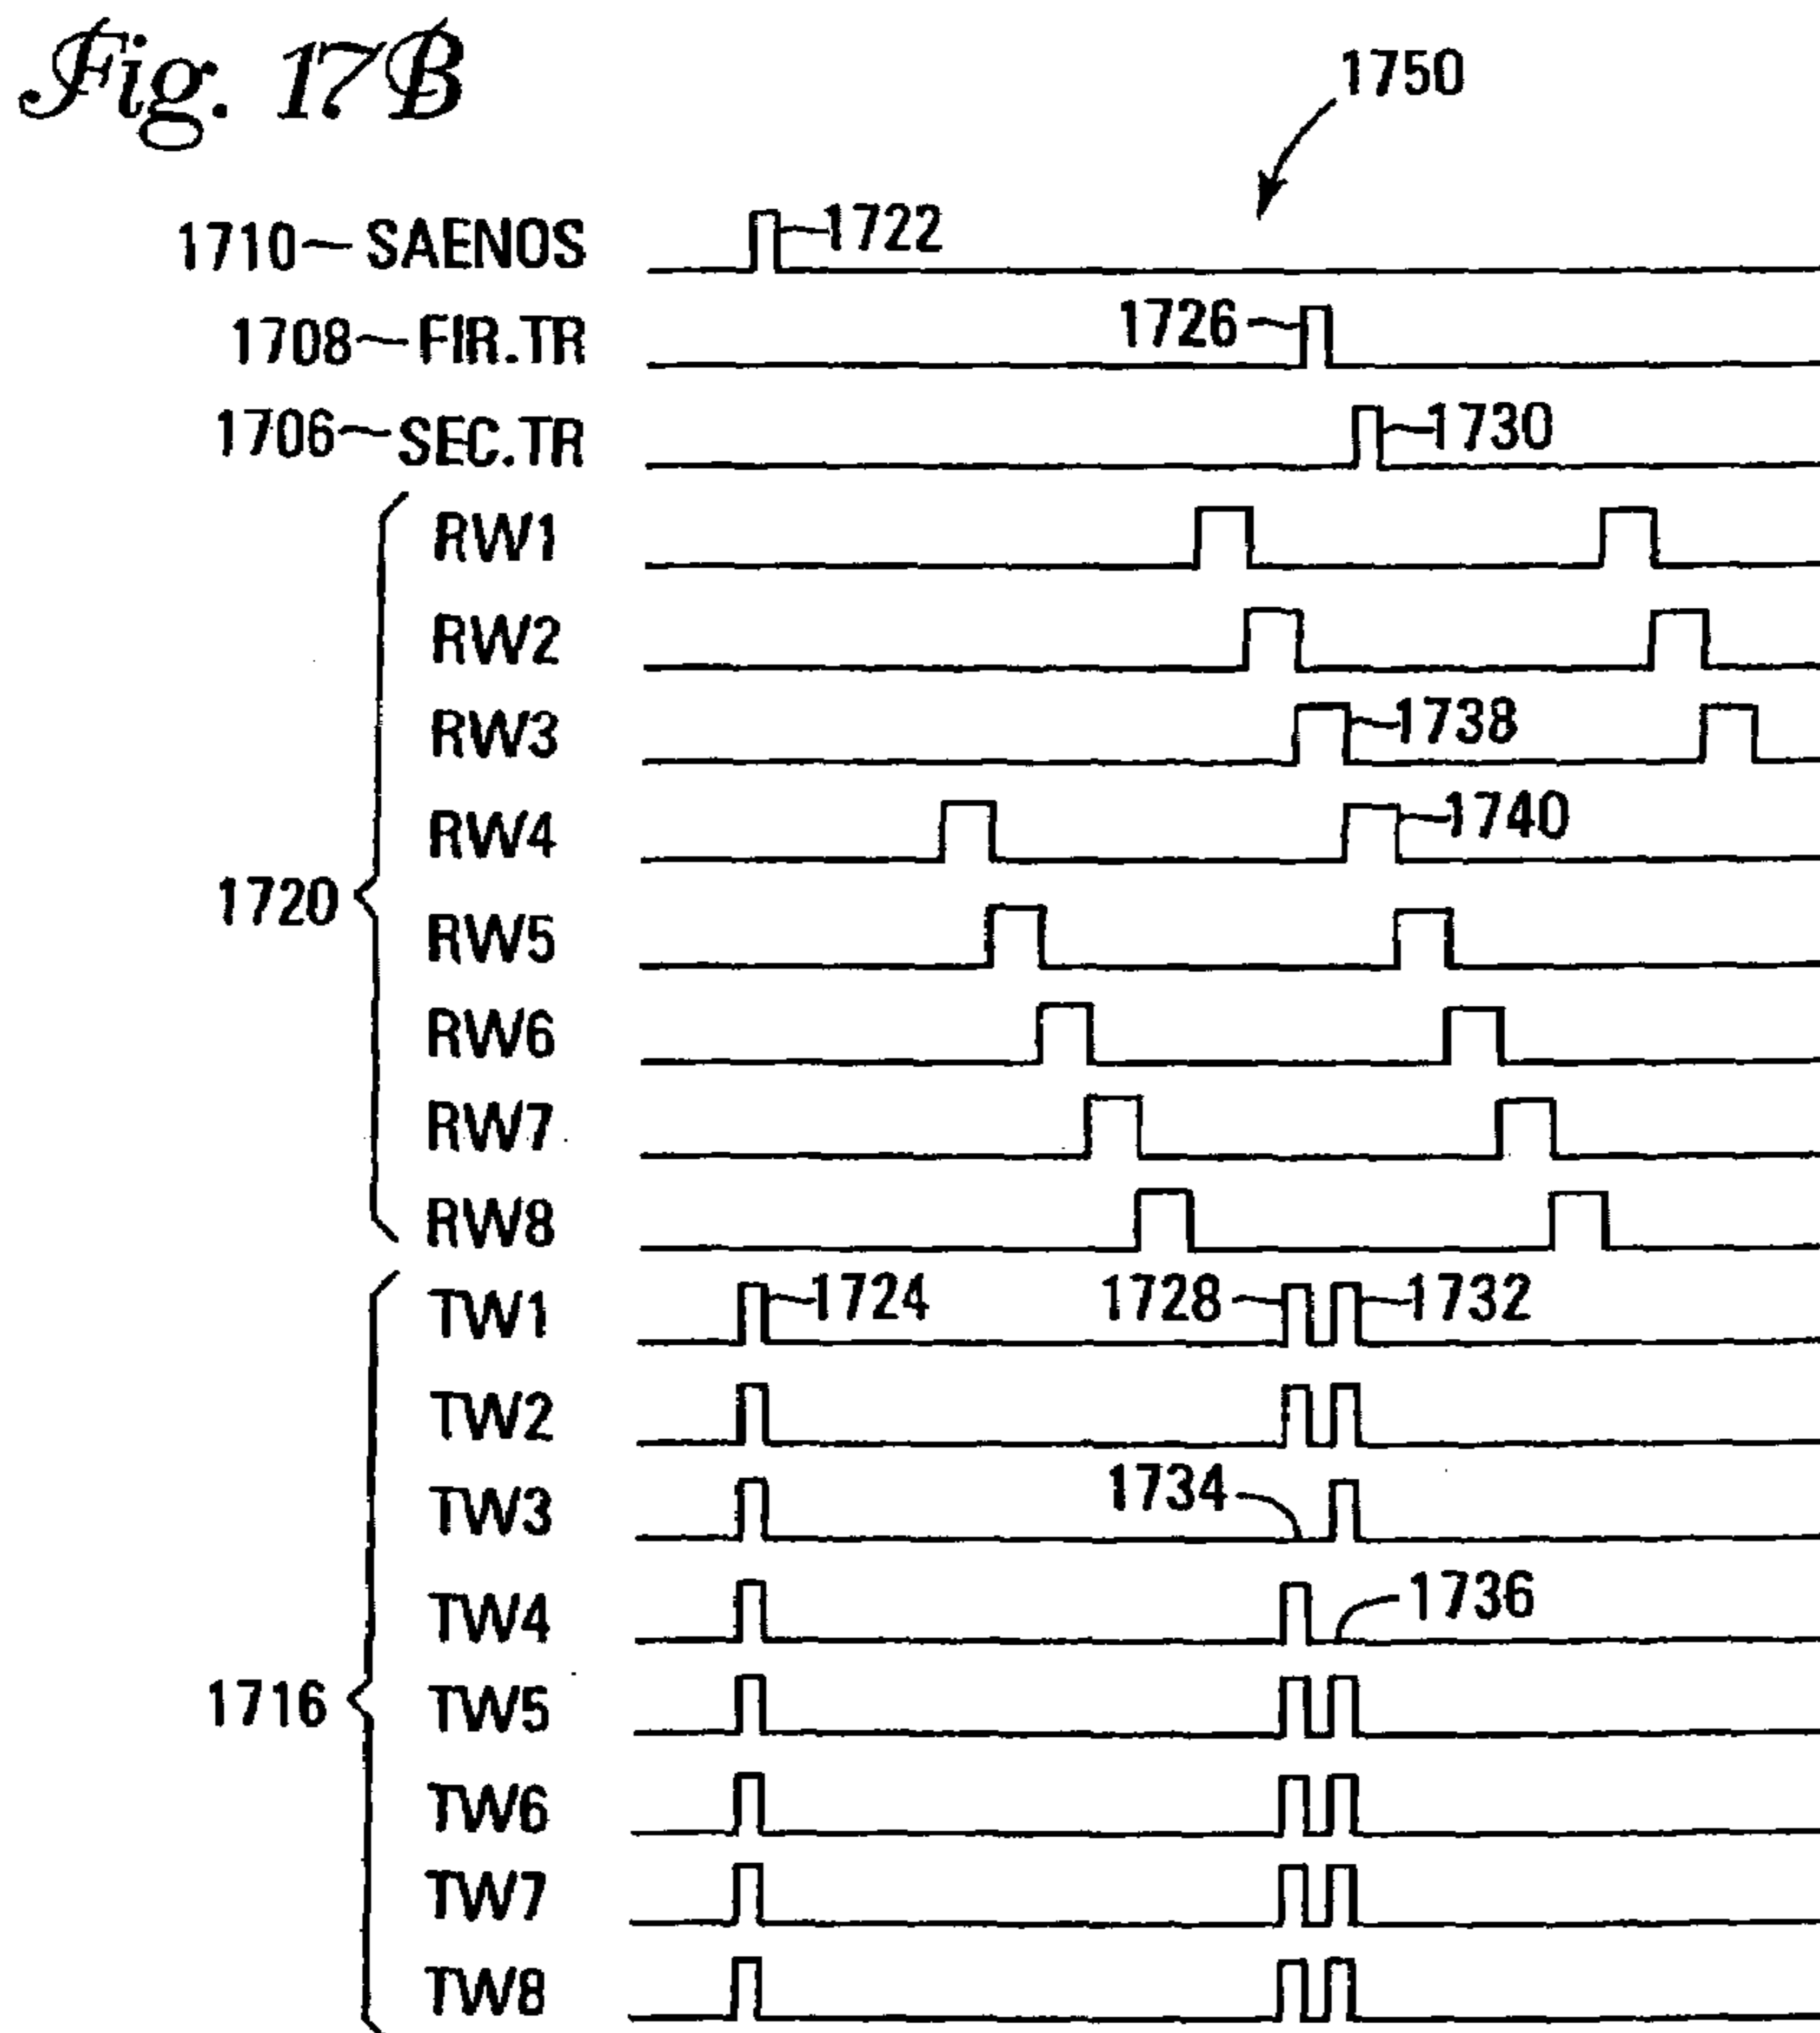 Fig. 17B
1750
1710 SAENOS 1722
1708 FIR.TR 1726
1706 SEC.TR 1730
RW1
RW2
RW3 1738
RW4 1740
1720
RW5
RW6
RW7
RW8
TW1 1724 1728 1732
TW2
TW3 1734
TW4 1736
1716
TW5
TW6
TW7
TW8